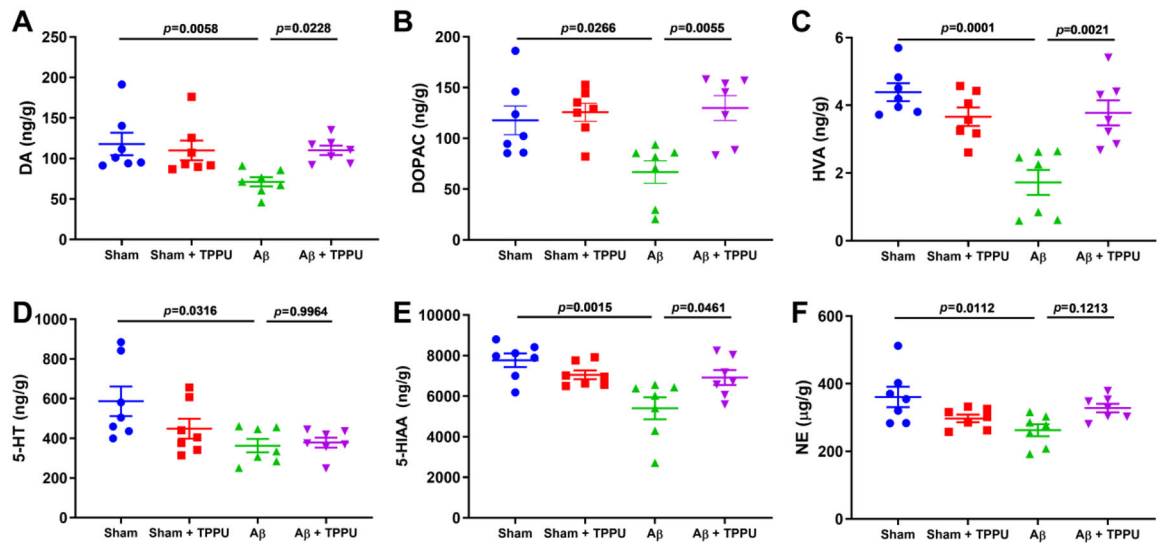 A
p=0.0058 p=0.0228
DA (ng/g)
250
200
150
100
50
0
Sham Sham + TPPU Aβ Aβ + TPPU
B
p=0.0266 p=0.0055
DOPAC (ng/g)
200
150
100
50
0
Sham Sham + TPPU Aβ Aβ + TPPU
C
p=0.0001 p=0.0021
HVA (ng/g)
6
4
2
0
Sham Sham + TPPU Aβ Aβ + TPPU
D
p=0.0316 p=0.9964
5-HT (ng/g)
1000
800
600
400
200
0
Sham Sham + TPPU Aβ Aβ + TPPU
E
p=0.0015 p=0.0461
5-HIAA (ng/g)
10000
8000
6000
4000
2000
0
Sham Sham + TPPU Aβ Aβ + TPPU
F
p=0.0112 p=0.1213
NE (μg/g)
600
400
200
0
Sham Sham + TPPU Aβ Aβ + TPPU